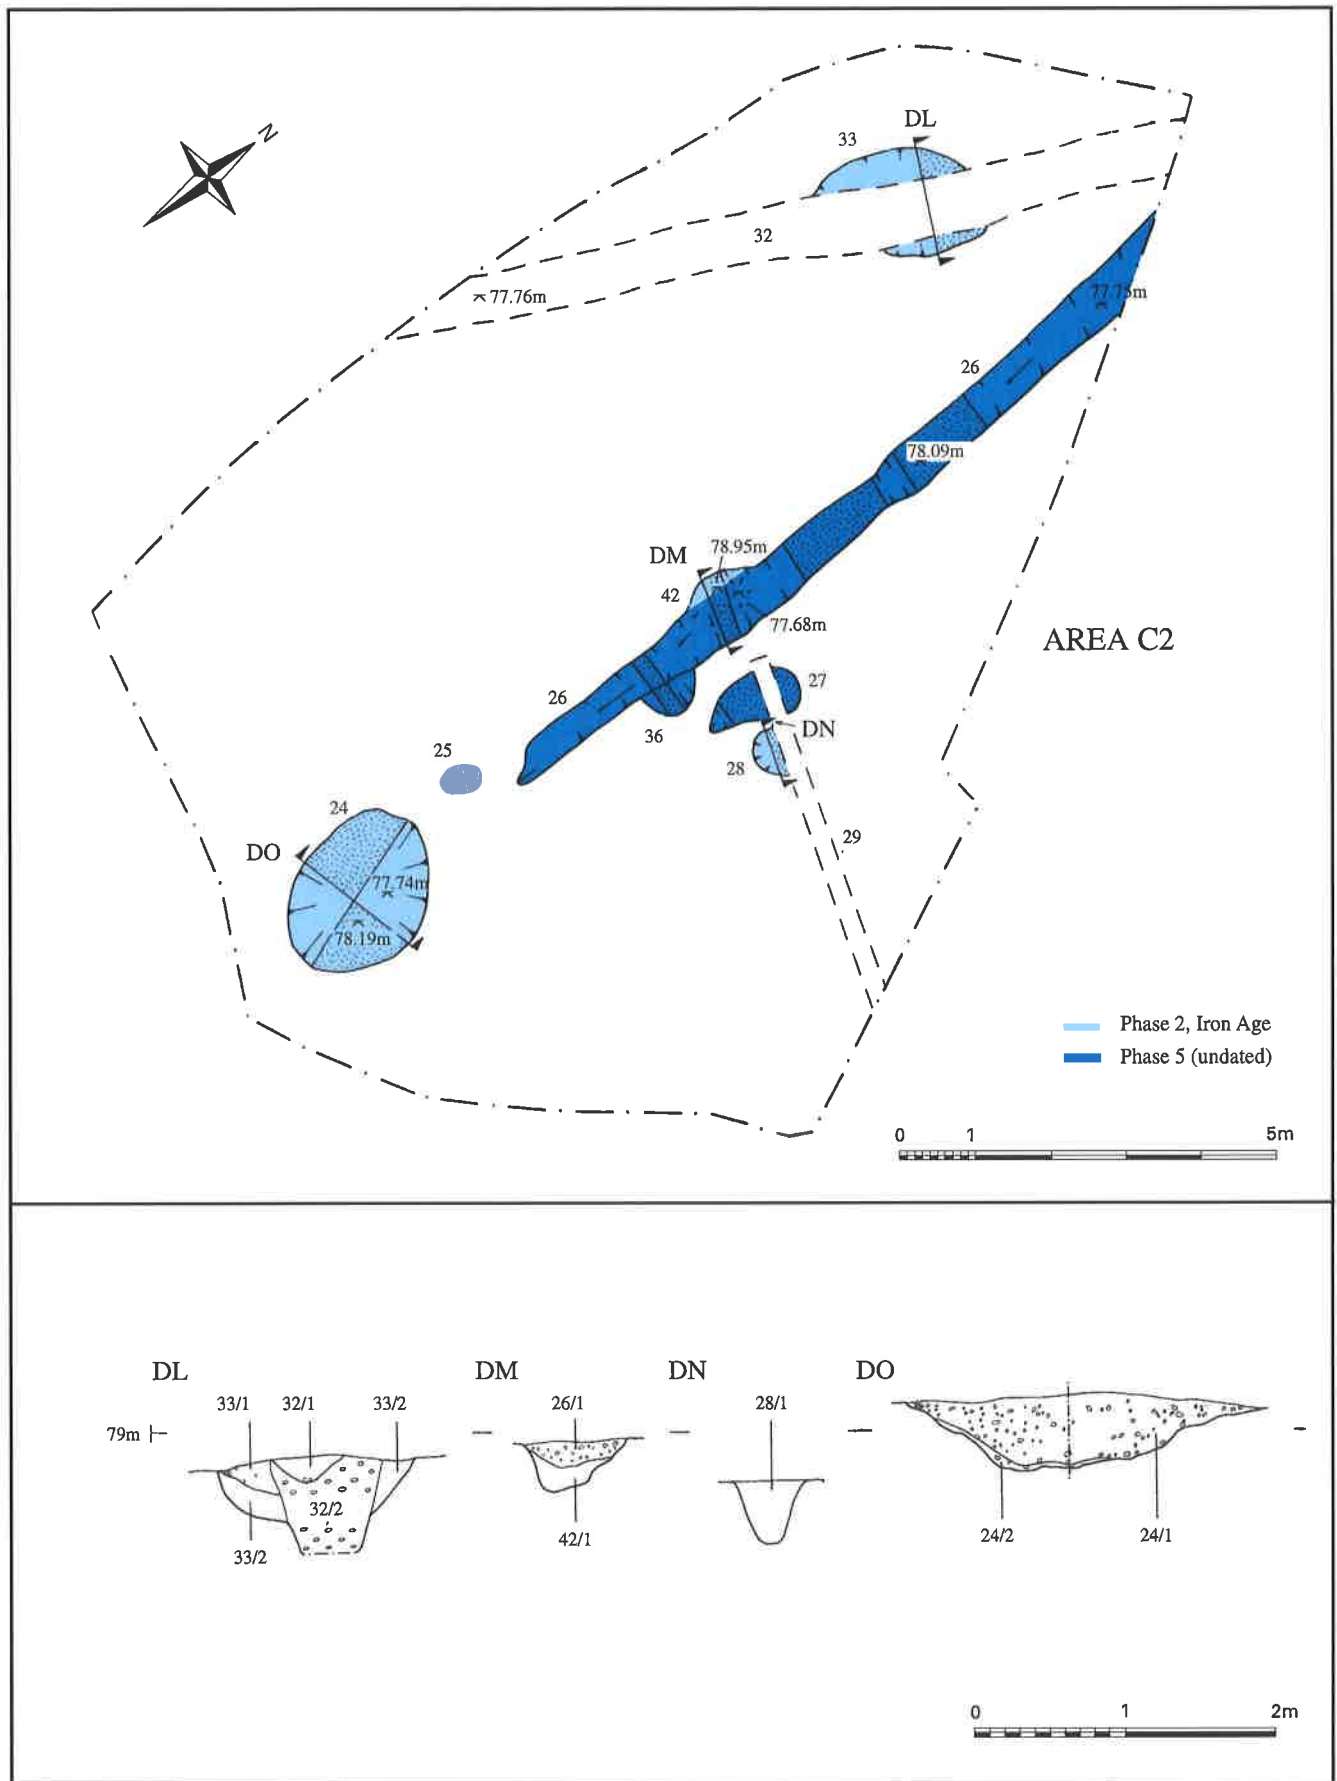 N
DL
33
32
77.76m
77.75m
26
78.09m
DM
78.95m
42
77.68m
AREA C2
26
27
36
DN
25
28
24
29
DO
77.74m
78.19m
Phase 2, Iron Age
Phase 5 (undated)
0 1 5m
DL DM DN DO
33/1 32/1 33/2 26/1 28/1
79m
32/2
33/2 42/1 24/2 24/1
0 1 2m